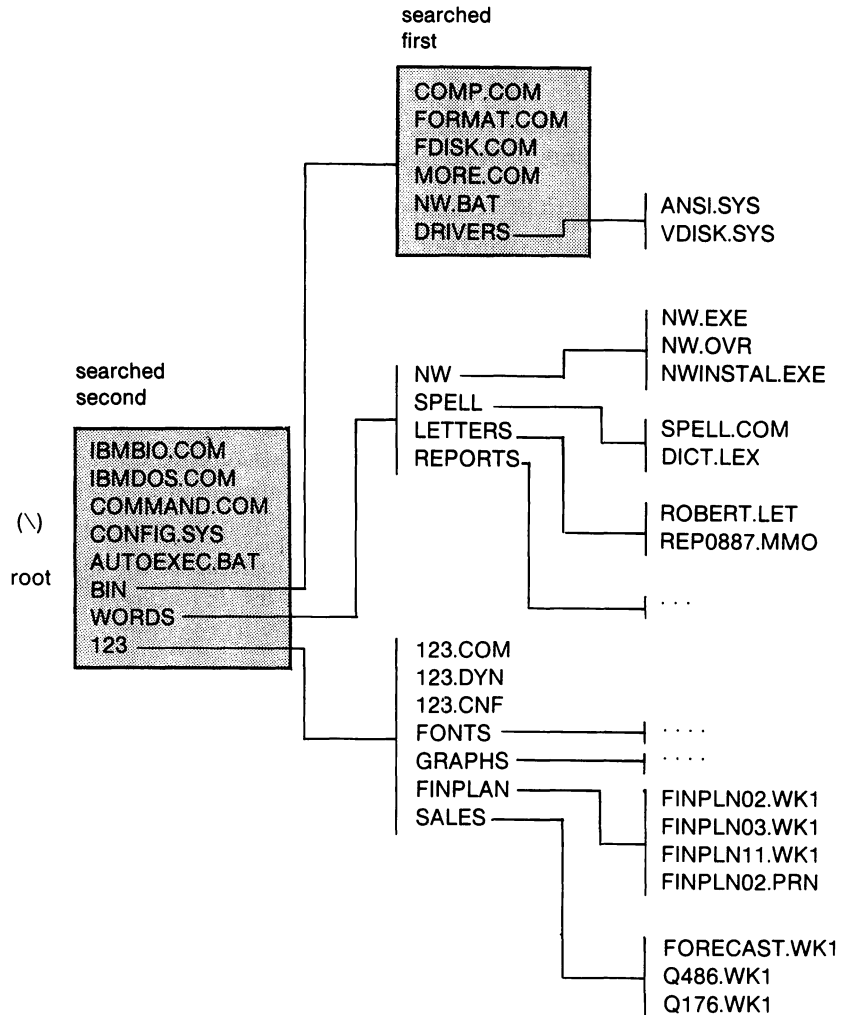 searched
first
COMP.COM
FORMAT.COM
FDISK.COM
MORE.COM
NW.BAT
DRIVERS
ANSI.SYS
VDISK.SYS
searched
second
IBMBIO.COM
IBMDOS.COM
COMMAND.COM
CONFIG.SYS
AUTOEXEC.BAT
BIN
WORDS
123
(\)
root
NW
SPELL
LETTERS
REPORTS
NW.EXE
NW.OVR
NWINSTAL.EXE
SPELL.COM
DICT.LEX
ROBERT.LET
REP0887.MMO
. . .
123.COM
123.DYN
123.CNF
FONTS
GRAPHS
FINPLAN
SALES
. . . .
. . . .
FINPLN02.WK1
FINPLN03.WK1
FINPLN11.WK1
FINPLN02.PRN
FORECAST.WK1
Q486.WK1
Q176.WK1